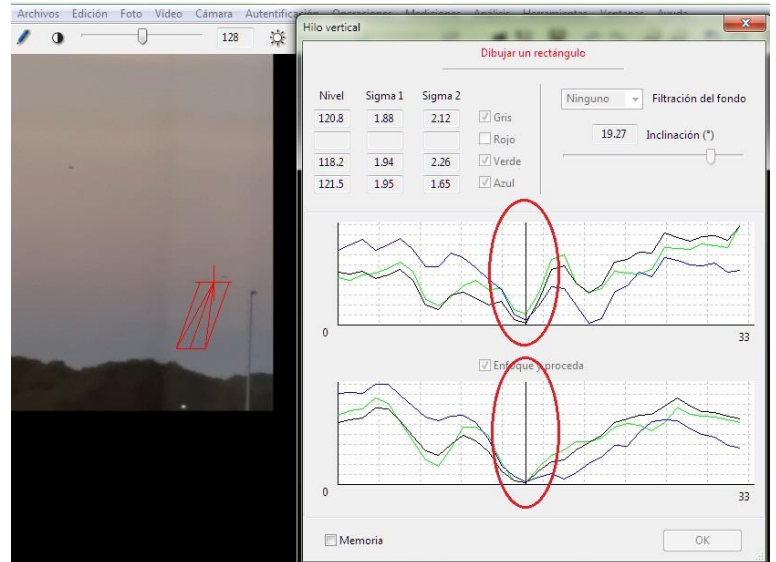 Archivos Edición Foto Vídeo Cámara
128
Hilo vertical
Dibujar un rectángulo
Nivel Sigma 1 Sigma 2
120.8 1.88 2.12 Gris
Rojo
118.2 1.94 2.26 Verde
121.5 1.95 1.65 Azul
Ninguno Filtración del fondo
19.27 Inclinación (°)
0 33
Enfoque y proceda
0 33
Memoria OK